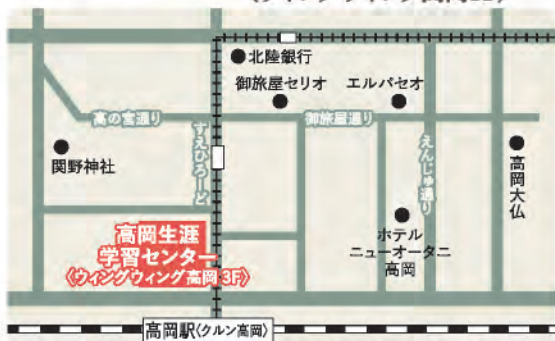 北陸銀行
御旅屋セリオ
エルパセオ
高の宮通り
御旅屋通り
すえひろーど
えんじゅ通り
関野神社
高岡大仏
高岡生涯
学習センター
〈ウィングウィング高岡 3F〉
ホテル
ニューオータニ
高岡
高岡駅〈クルン高岡〉